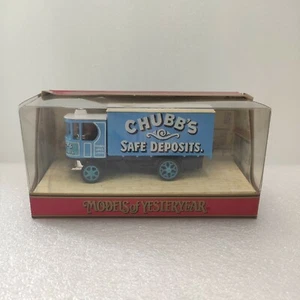 CHUBB'S
SAFE DEPOSITS.
MODELS of YESTERYEAR